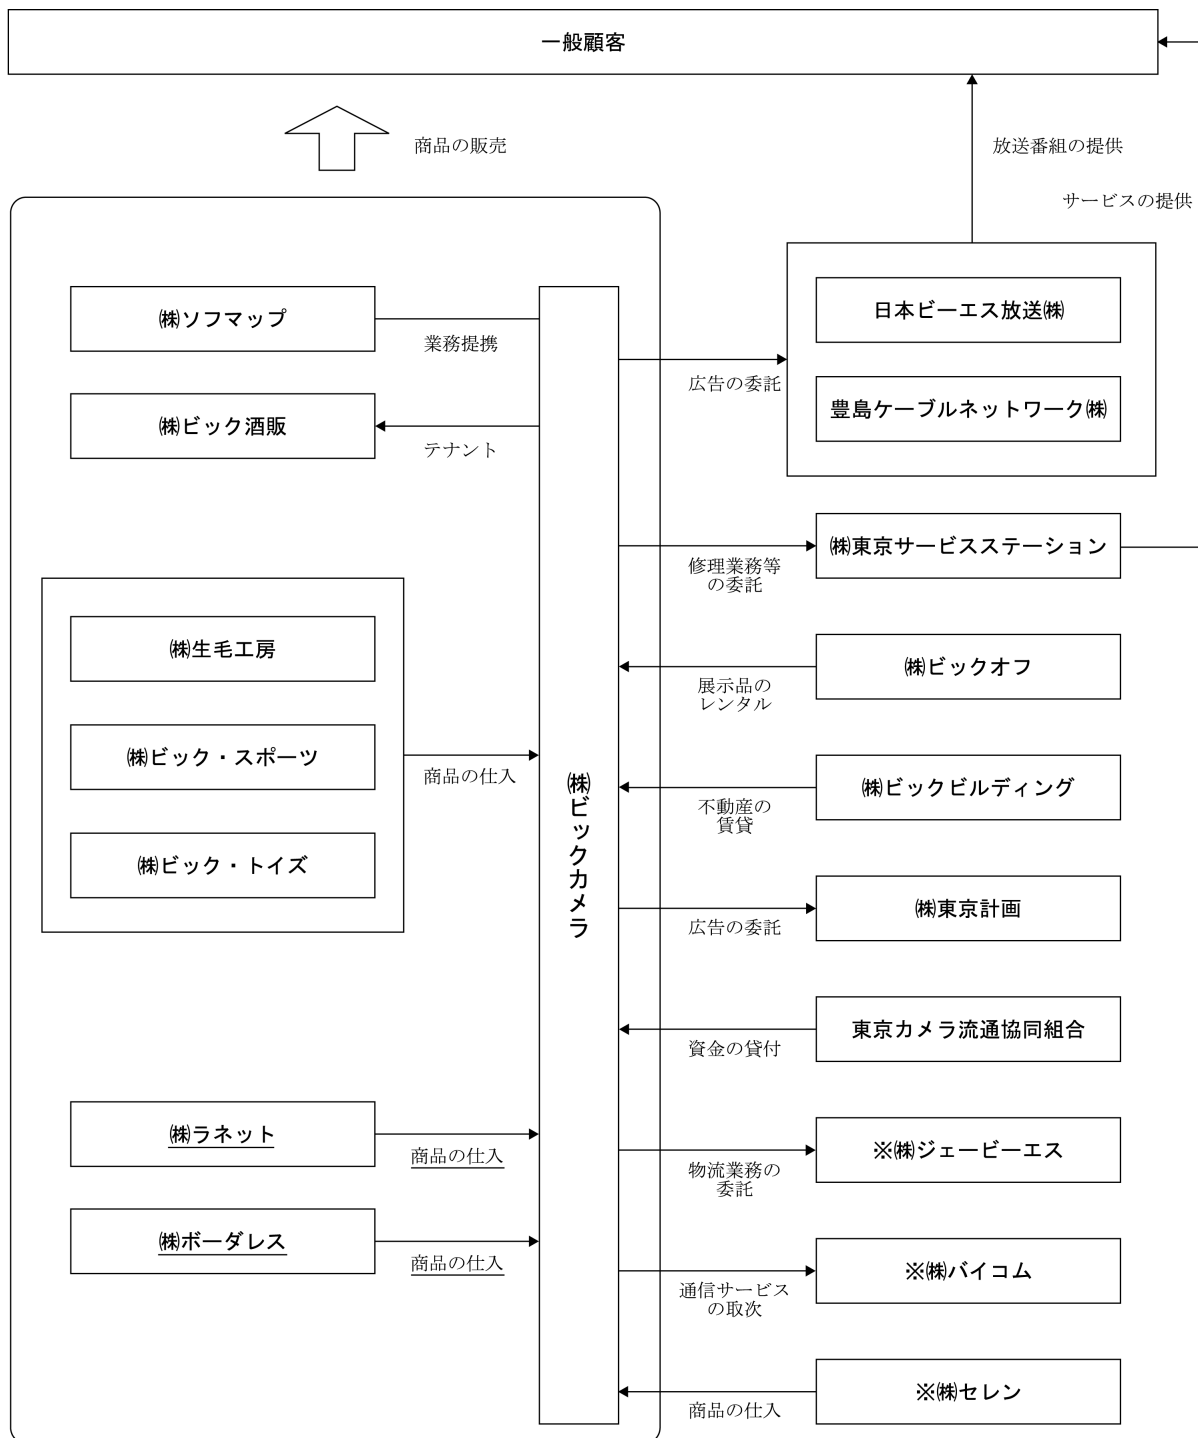 一般顧客
商品の販売
放送番組の提供
サービスの提供
㈱ソフマップ
業務提携
㈱ビック酒販
テナント
㈱生毛工房
㈱ビック・スポーツ
㈱ビック・トイズ
商品の仕入
㈱ラネット
商品の仕入
㈱ボーダレス
商品の仕入
㈱ビックカメラ
広告の委託
日本ビーエス放送㈱
豊島ケーブルネットワーク㈱
修理業務等
の委託
㈱東京サービスステーション
展示品の
レンタル
㈱ビックオフ
不動産の
賃貸
㈱ビックビルディング
広告の委託
㈱東京計画
資金の貸付
東京カメラ流通協同組合
物流業務の
委託
※㈱ジェービーエス
通信サービス
の取次
※㈱バイコム
商品の仕入
※㈱セレン